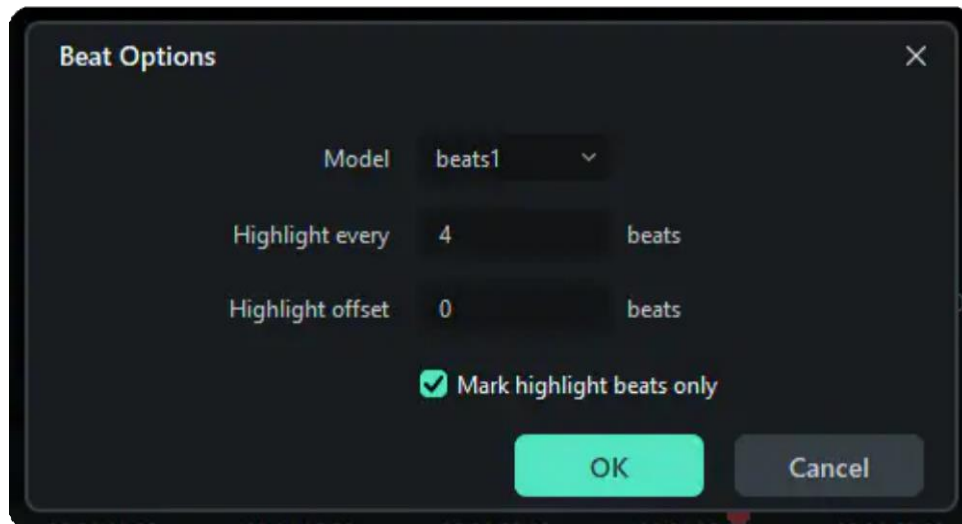 Beat Options
Model beats1
Highlight every 4 beats
Highlight offset 0 beats
Mark highlight beats only
OK Cancel